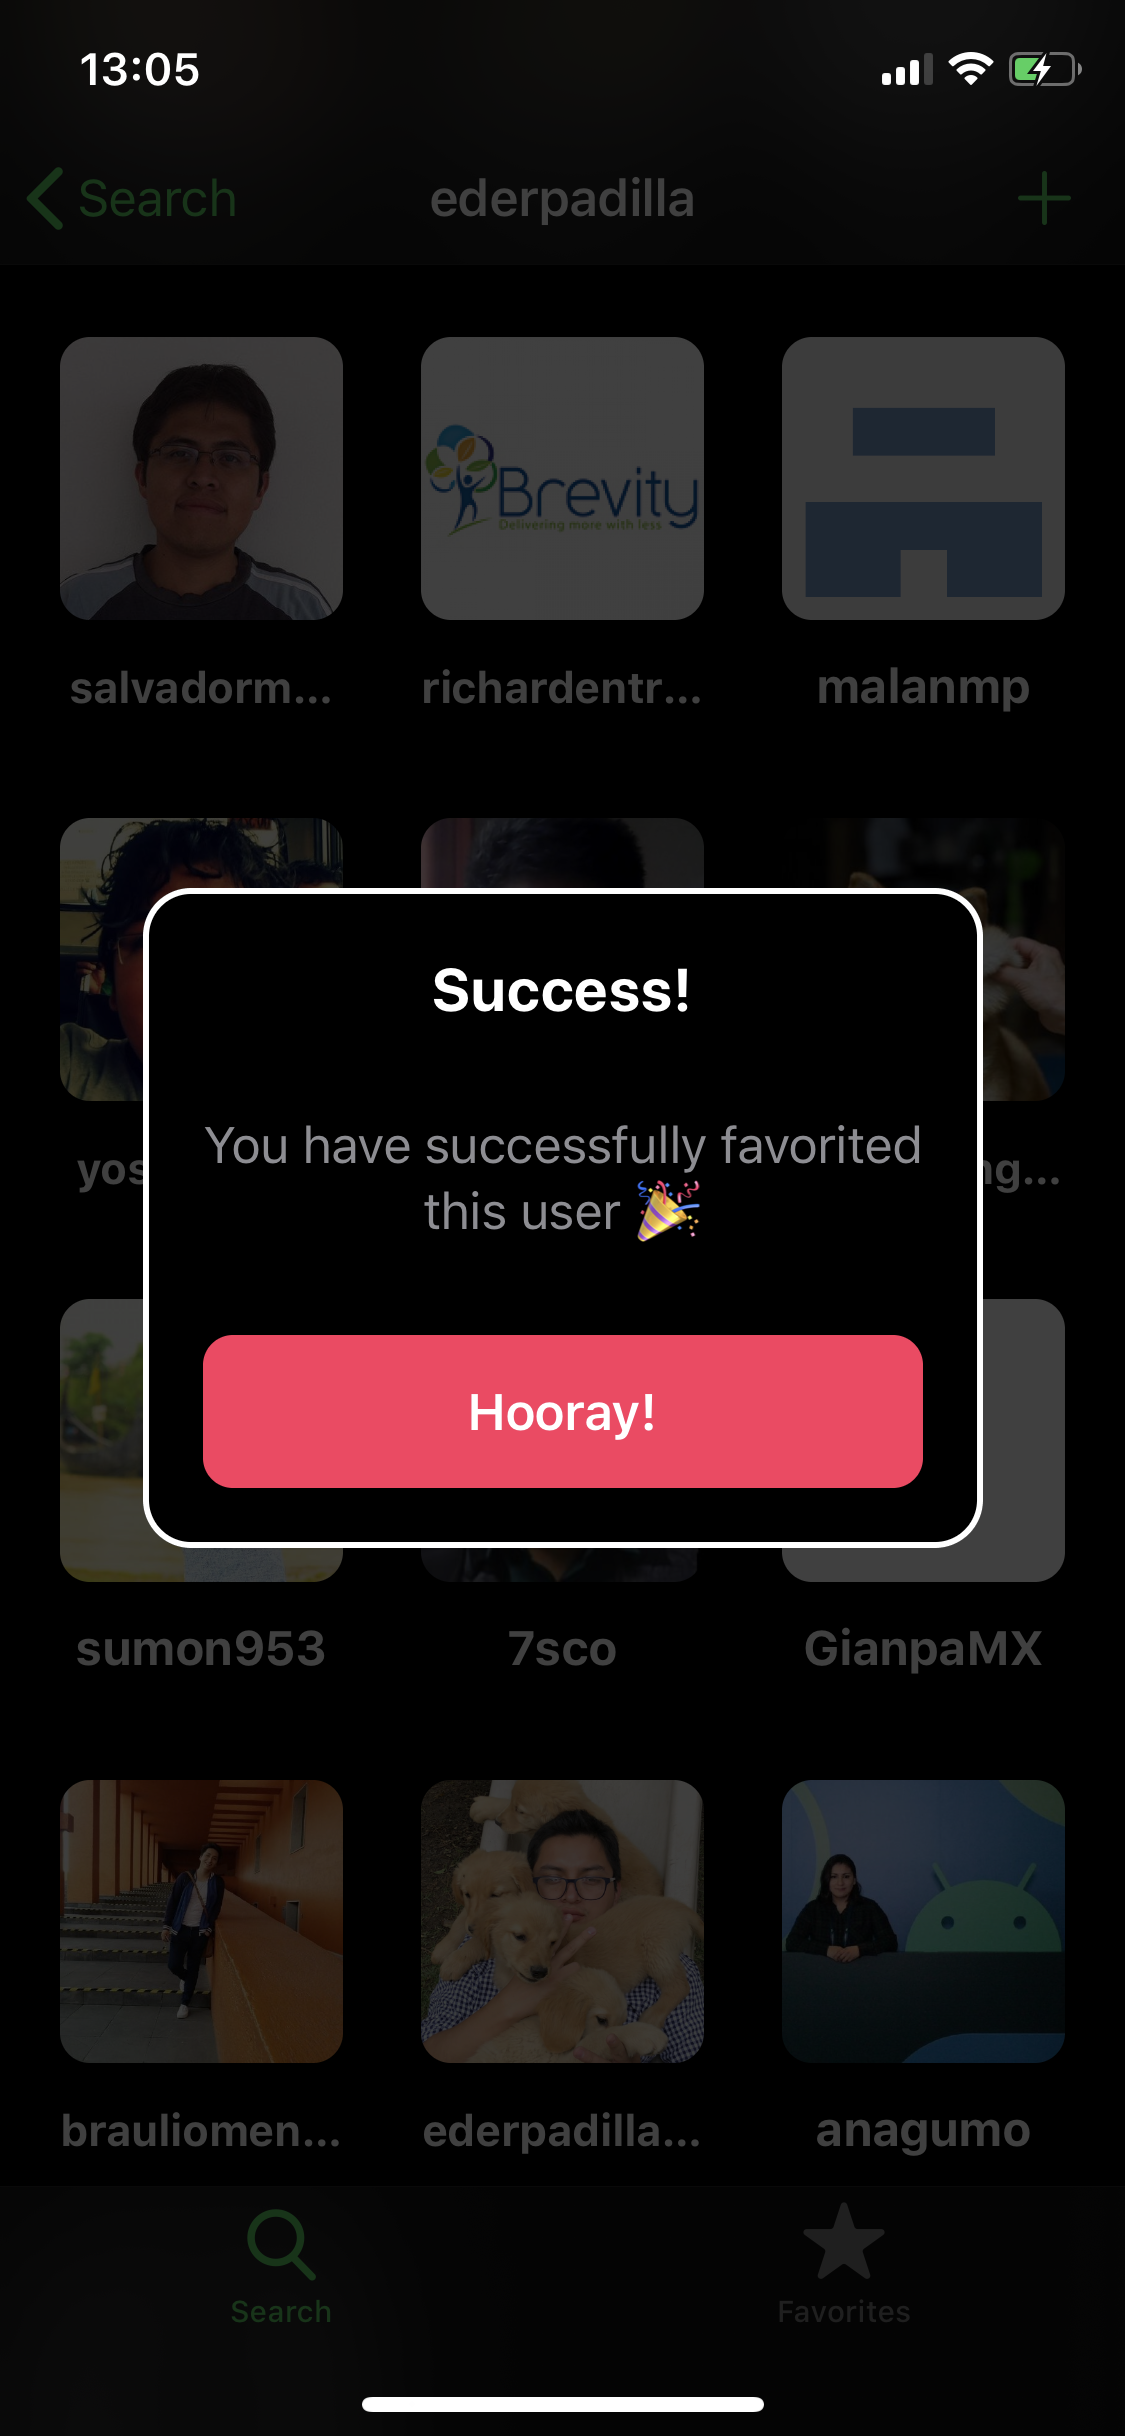 13:05
Search
ederpadilla
Brevity
Delivering more with less
salvadorm...
richardentr...
malanmp
Success!
You have successfully favorited
this user 🎉
Hooray!
yos
ng...
sumon953
7sco
GianpaMX
brauliomen...
ederpadilla...
anagumo
Search
Favorites